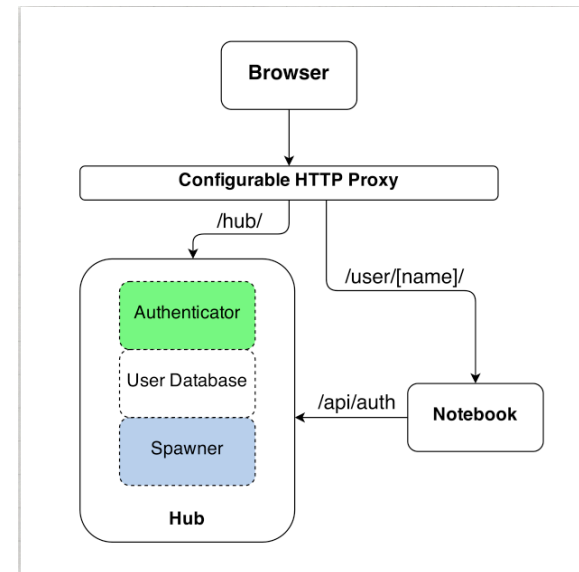 Browser
Configurable HTTP Proxy
/hub/
/user/[name]/
Authenticator
User Database
Spawner
/api/auth
Notebook
Hub